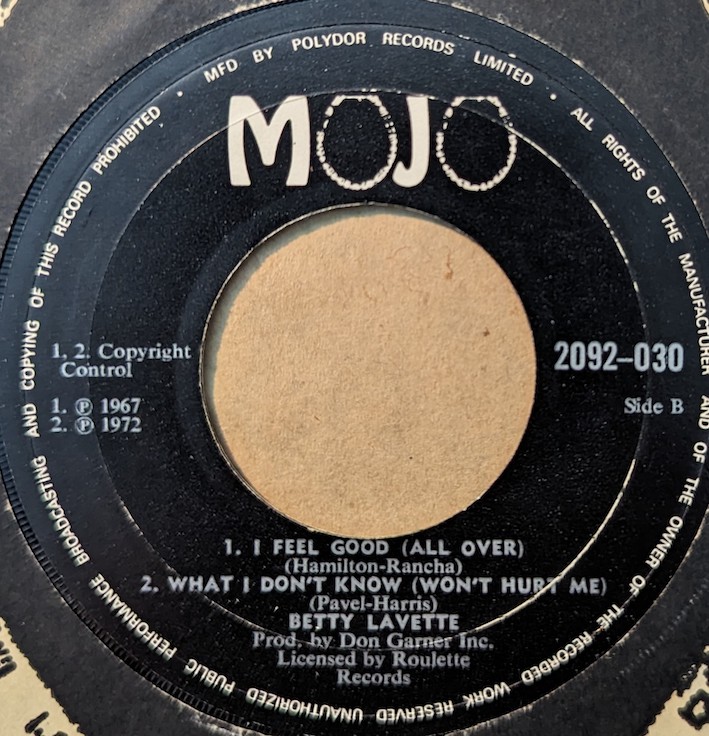 MFD BY POLYDOR RECORDS LIMITED • ALL RIGHTS OF THE MANUFACTURER AND OF THE OWNER OF THE RECORDED WORK RESERVED UNAUTHORIZED PUBLIC PERFORMANCE BROADCASTING AND COPYING OF THIS RECORD PROHIBITED •
MOJO
1, 2. Copyright
Control
2092-030
1. ℗ 1967
2. ℗ 1972
Side B
1. I FEEL GOOD (ALL OVER)
(Hamilton-Rancha)
2. WHAT I DON'T KNOW (WON'T HURT ME)
(Pavel-Harris)
BETTY LAVETTE
Prod. by Don Garner Inc.
Licensed by Roulette
Records